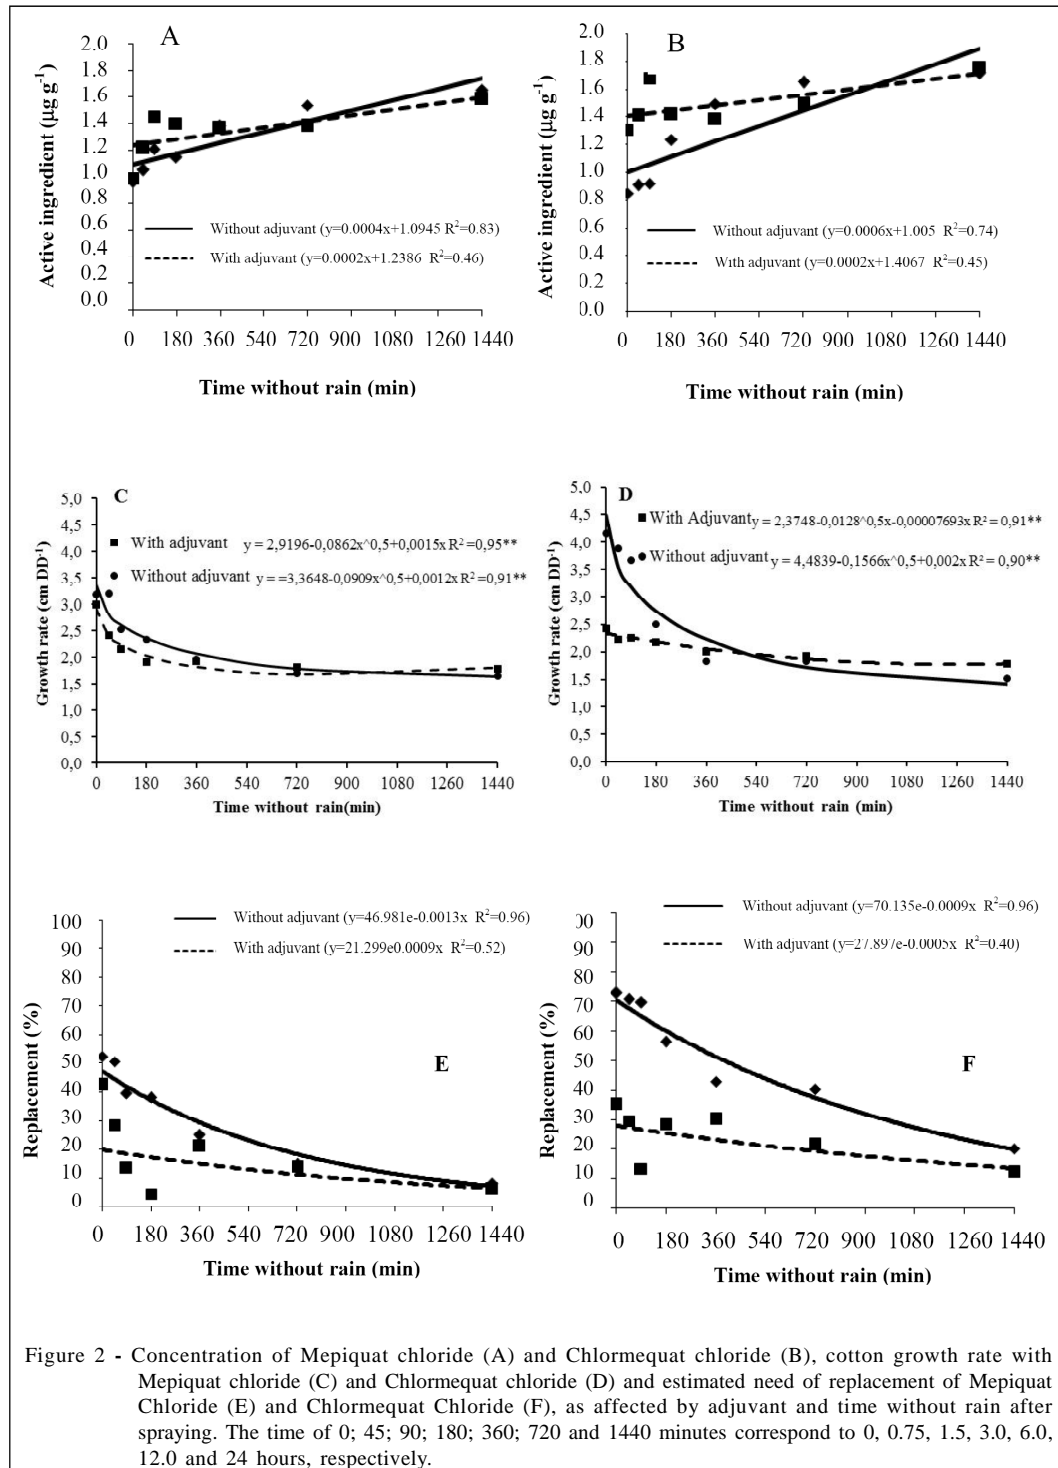 A
2.0
1.8
1.6
1.4
1.2
1.0
0.8
0.6
0.4
0.2
0.0
Active ingredient (µg g-1)
Without adjuvant (y=0.0004x+1.0945 R2=0.83)
With adjuvant (y=0.0002x+1.2386 R2=0.46)
0 180 360 540 720 900 1080 1260 1440
Time without rain (min)
B
2.0
1.8
1.6
1.4
1.2
1.0
0.8
0.6
0.4
0.2
0.0
Active ingredient (µg g-1)
Without adjuvant (y=0.0006x+1.005 R2=0.74)
With adjuvant (y=0.0002x+1.4067 R2=0.45)
0 180 360 540 720 900 1080 1260 1440
Time without rain (min)
C
5,0
4,5
4,0
3,5
3,0
2,5
2,0
1,5
1,0
0,5
0,0
Growth rate (cm DD-1)
With adjuvant y = 2,9196-0,0862x^0,5+0,0015x R2 = 0,95**
Without adjuvant y ==3,3648-0,0909x^0,5+0,0012x R2 = 0,91**
0 180 360 540 720 900 1080 1260 1440
Time without rain(min)
D
5,0
4,5
4,0
3,5
3,0
2,5
2,0
1,5
1,0
0,5
0,0
Growth rate (cm DD-1)
With Adjuvant y = 2,3748-0,0128^0,5x-0,00007693x R2 = 0,91**
Without adjuvant y = 4,4839-0,1566x^0,5+0,002x R2 = 0,90**
0 180 360 540 720 900 1080 1260 1440
Time without rain (min)
Without adjuvant (y=46.981e-0.0013x R2=0.96)
With adjuvant (y=21.299e0.0009x R2=0.52)
100
90
80
70
60
50
40
30
20
10
0
Replacement (%)
E
0 180 360 540 720 900 1080 1260 1440
Time without rain (min)
Without adjuvant (y=70.135e-0.0009x R2=0.96)
With adjuvant (y=27.897e-0.0005x R2=0.40)
00
90
80
70
60
50
40
30
20
10
0
Replacement (%)
F
0 180 360 540 720 900 1080 1260 1440
Time without rain (min)
Figure 2 - Concentration of Mepiquat chloride (A) and Chlormequat chloride (B), cotton growth rate with
Mepiquat chloride (C) and Chlormequat chloride (D) and estimated need of replacement of Mepiquat
Chloride (E) and Chlormequat Chloride (F), as affected by adjuvant and time without rain after
spraying. The time of 0; 45; 90; 180; 360; 720 and 1440 minutes correspond to 0, 0.75, 1.5, 3.0, 6.0,
12.0 and 24 hours, respectively.